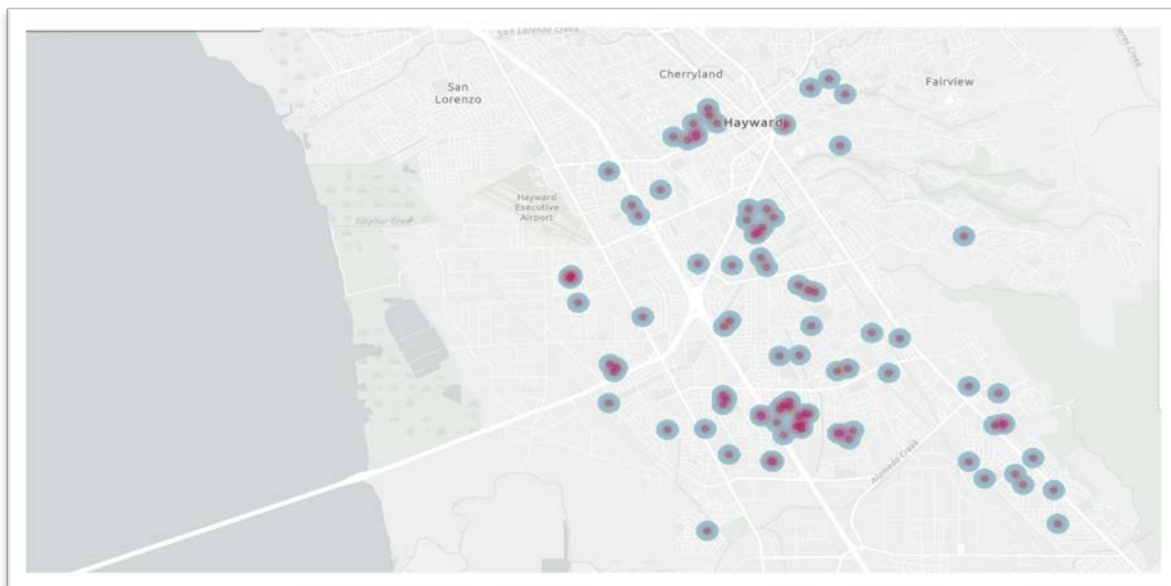 San Lorenzo Creek
Cherryland
Fairview
San
Lorenzo
Hayward
Hayward
Executive
Airport
Sulphur Creek
Alameda Creek